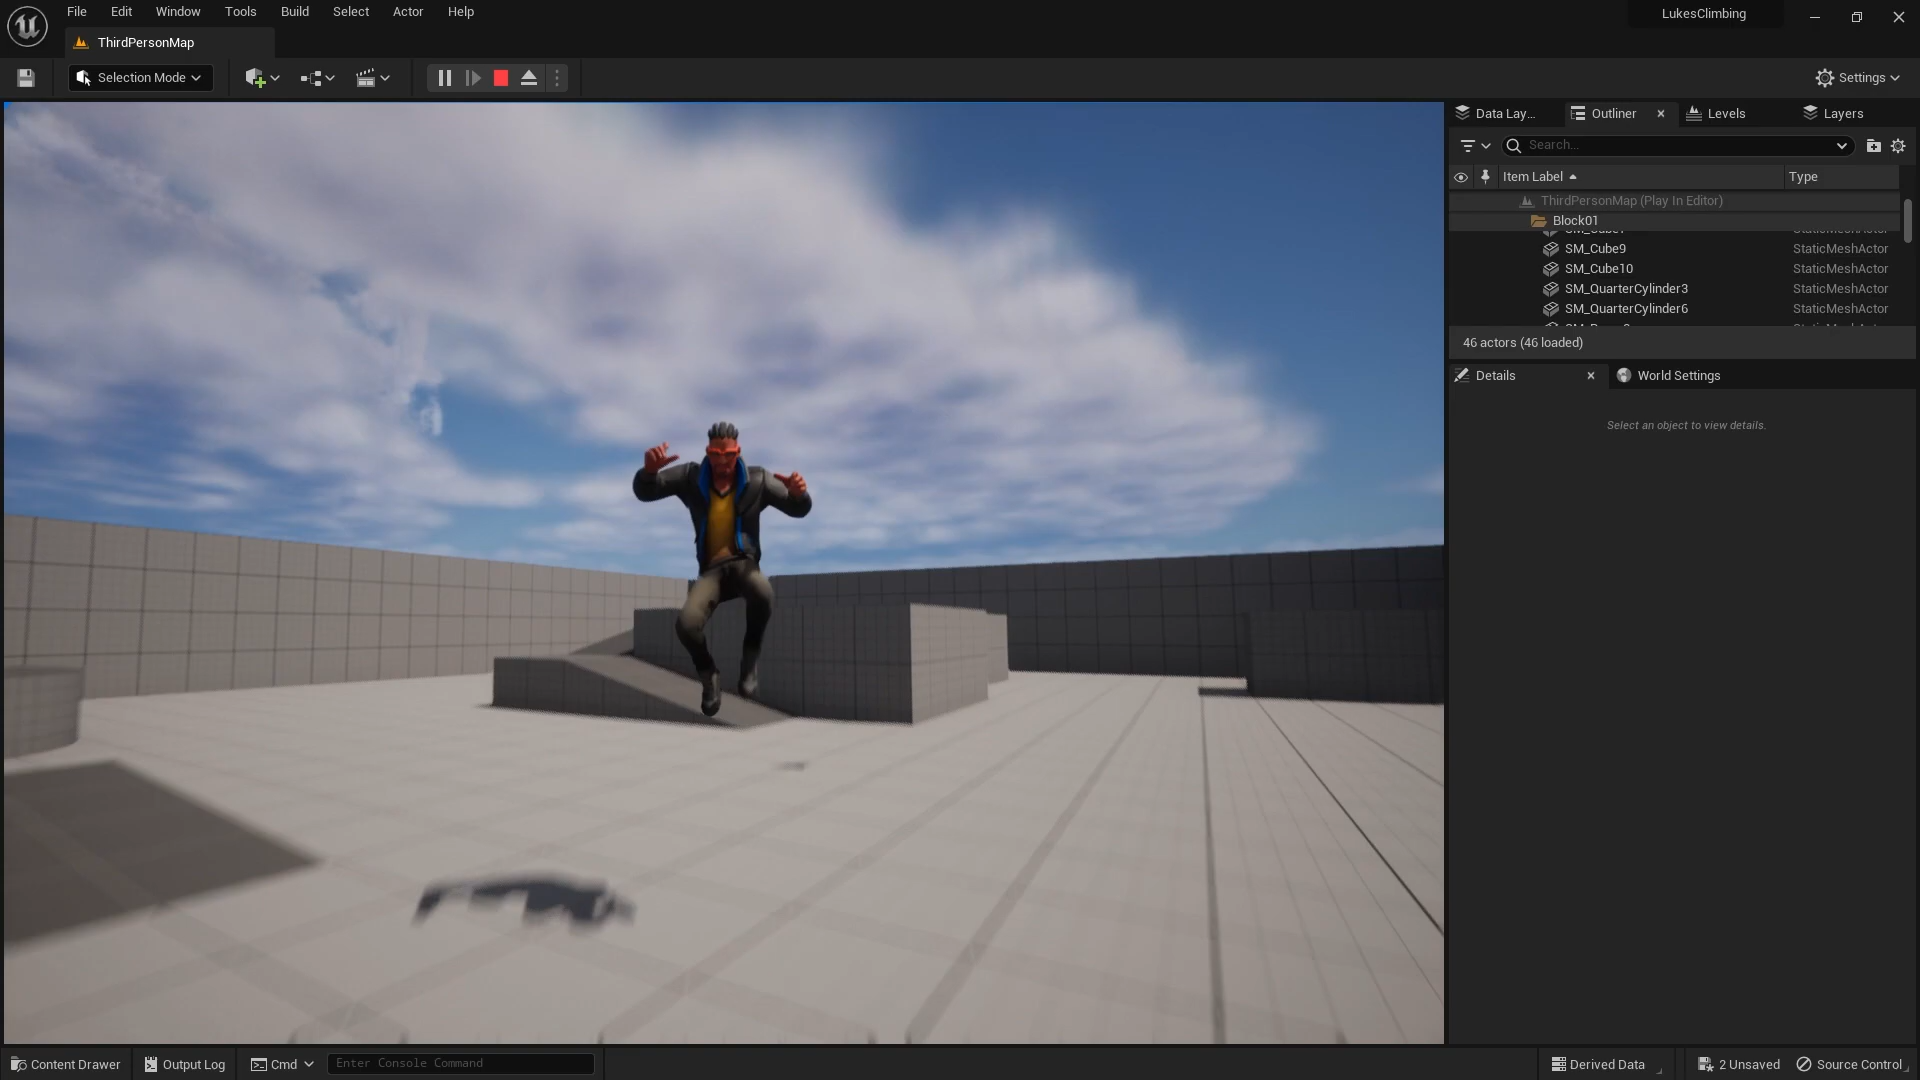 File Edit Window Tools Build Select Actor Help
LukesClimbing
ThirdPersonMap
Selection Mode
Settings
Data Lay... Outliner Levels Layers
Search...
Item Label Type
ThirdPersonMap (Play In Editor)
Block01
SM_Cube9 StaticMeshActor
SM_Cube10 StaticMeshActor
SM_QuarterCylinder3 StaticMeshActor
SM_QuarterCylinder6 StaticMeshActor
46 actors (46 loaded)
Details World Settings
Select an object to view details.
Content Drawer Output Log Cmd Enter Console Command Derived Data 2 Unsaved Source Control